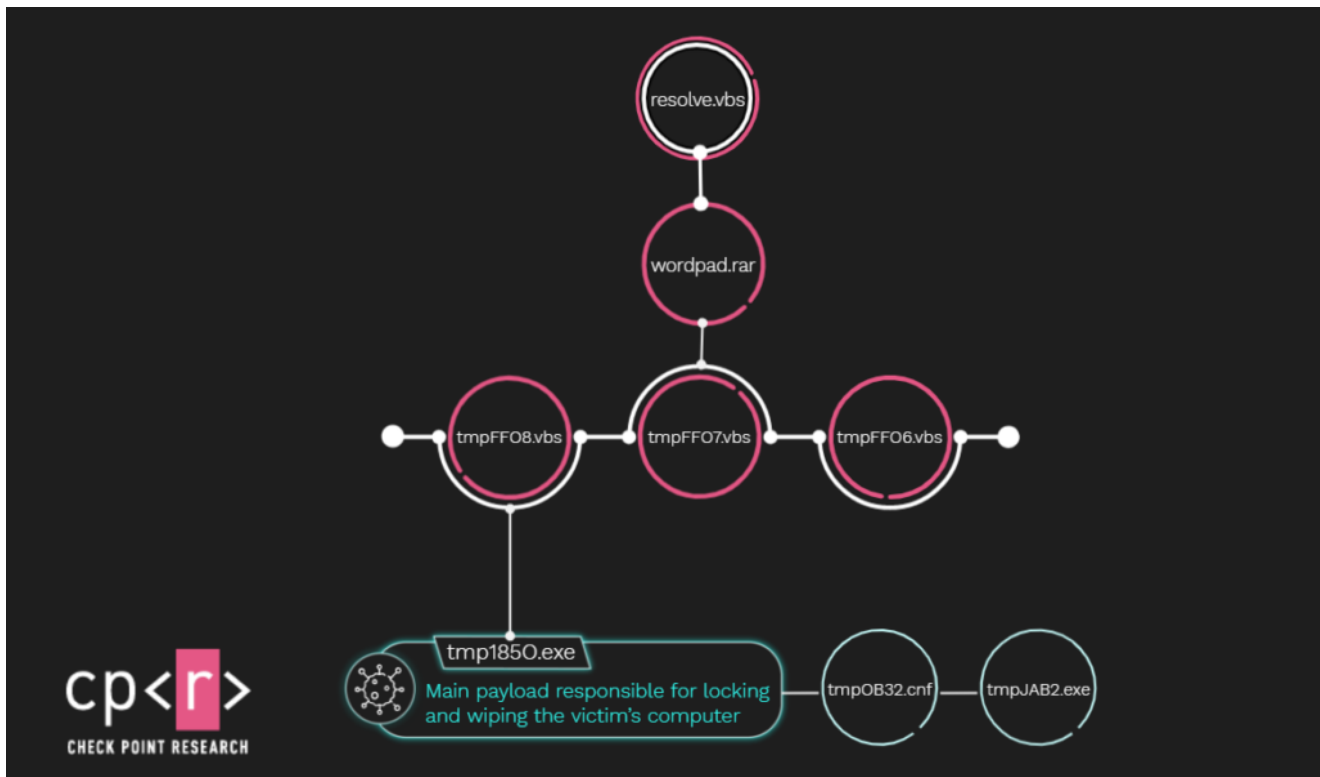 resolve.vbs
wordpad.rar
tmpFF08.vbs
tmpFF07.vbs
tmpFF06.vbs
tmp1850.exe
Main payload responsible for locking
and wiping the victim's computer
tmp0B32.cnf
tmpJAB2.exe
cp<r>
CHECK POINT RESEARCH